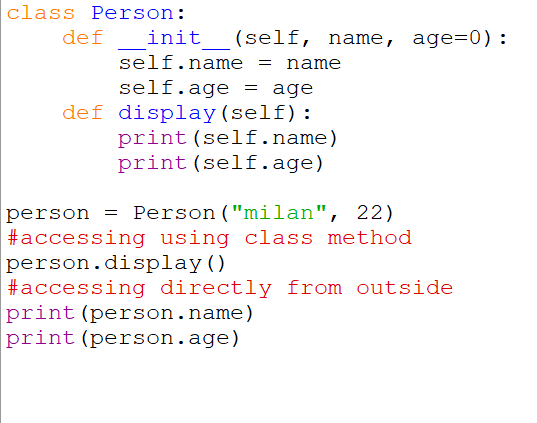 class Person:
    def __init__(self, name, age=0):
        self.name = name
        self.age = age
    def display(self):
        print(self.name)
        print(self.age)

person = Person("milan", 22)
#accessing using class method
person.display()
#accessing directly from outside
print(person.name)
print(person.age)